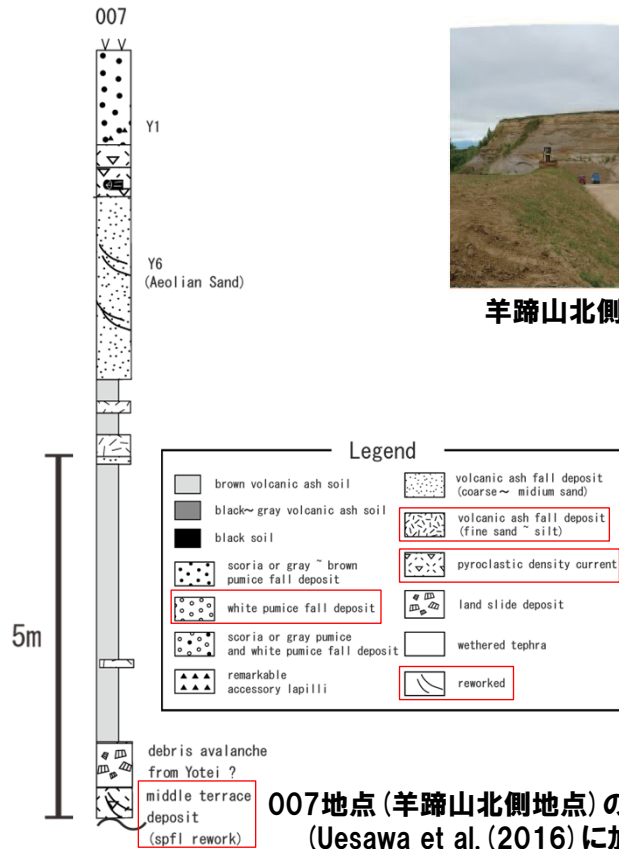 007
Y1
Y6
(Aeolian Sand)
羊蹄山北側
Legend
brown volcanic ash soil
black~ gray volcanic ash soil
black soil
scoria or gray ~ brown
pumice fall deposit
white pumice fall deposit
scoria or gray pumice
and white pumice fall deposit
remarkable
accessory lapilli
volcanic ash fall deposit
(coarse~ midium sand)
volcanic ash fall deposit
(fine sand ~ silt)
pyroclastic density current
land slide deposit
wethered tephra
reworked
5m
debris avalanche
from Yotei ?
middle terrace
deposit
(spfl rework)
007地点(羊蹄山北側地点)の
(Uesawa et al.(2016)に加